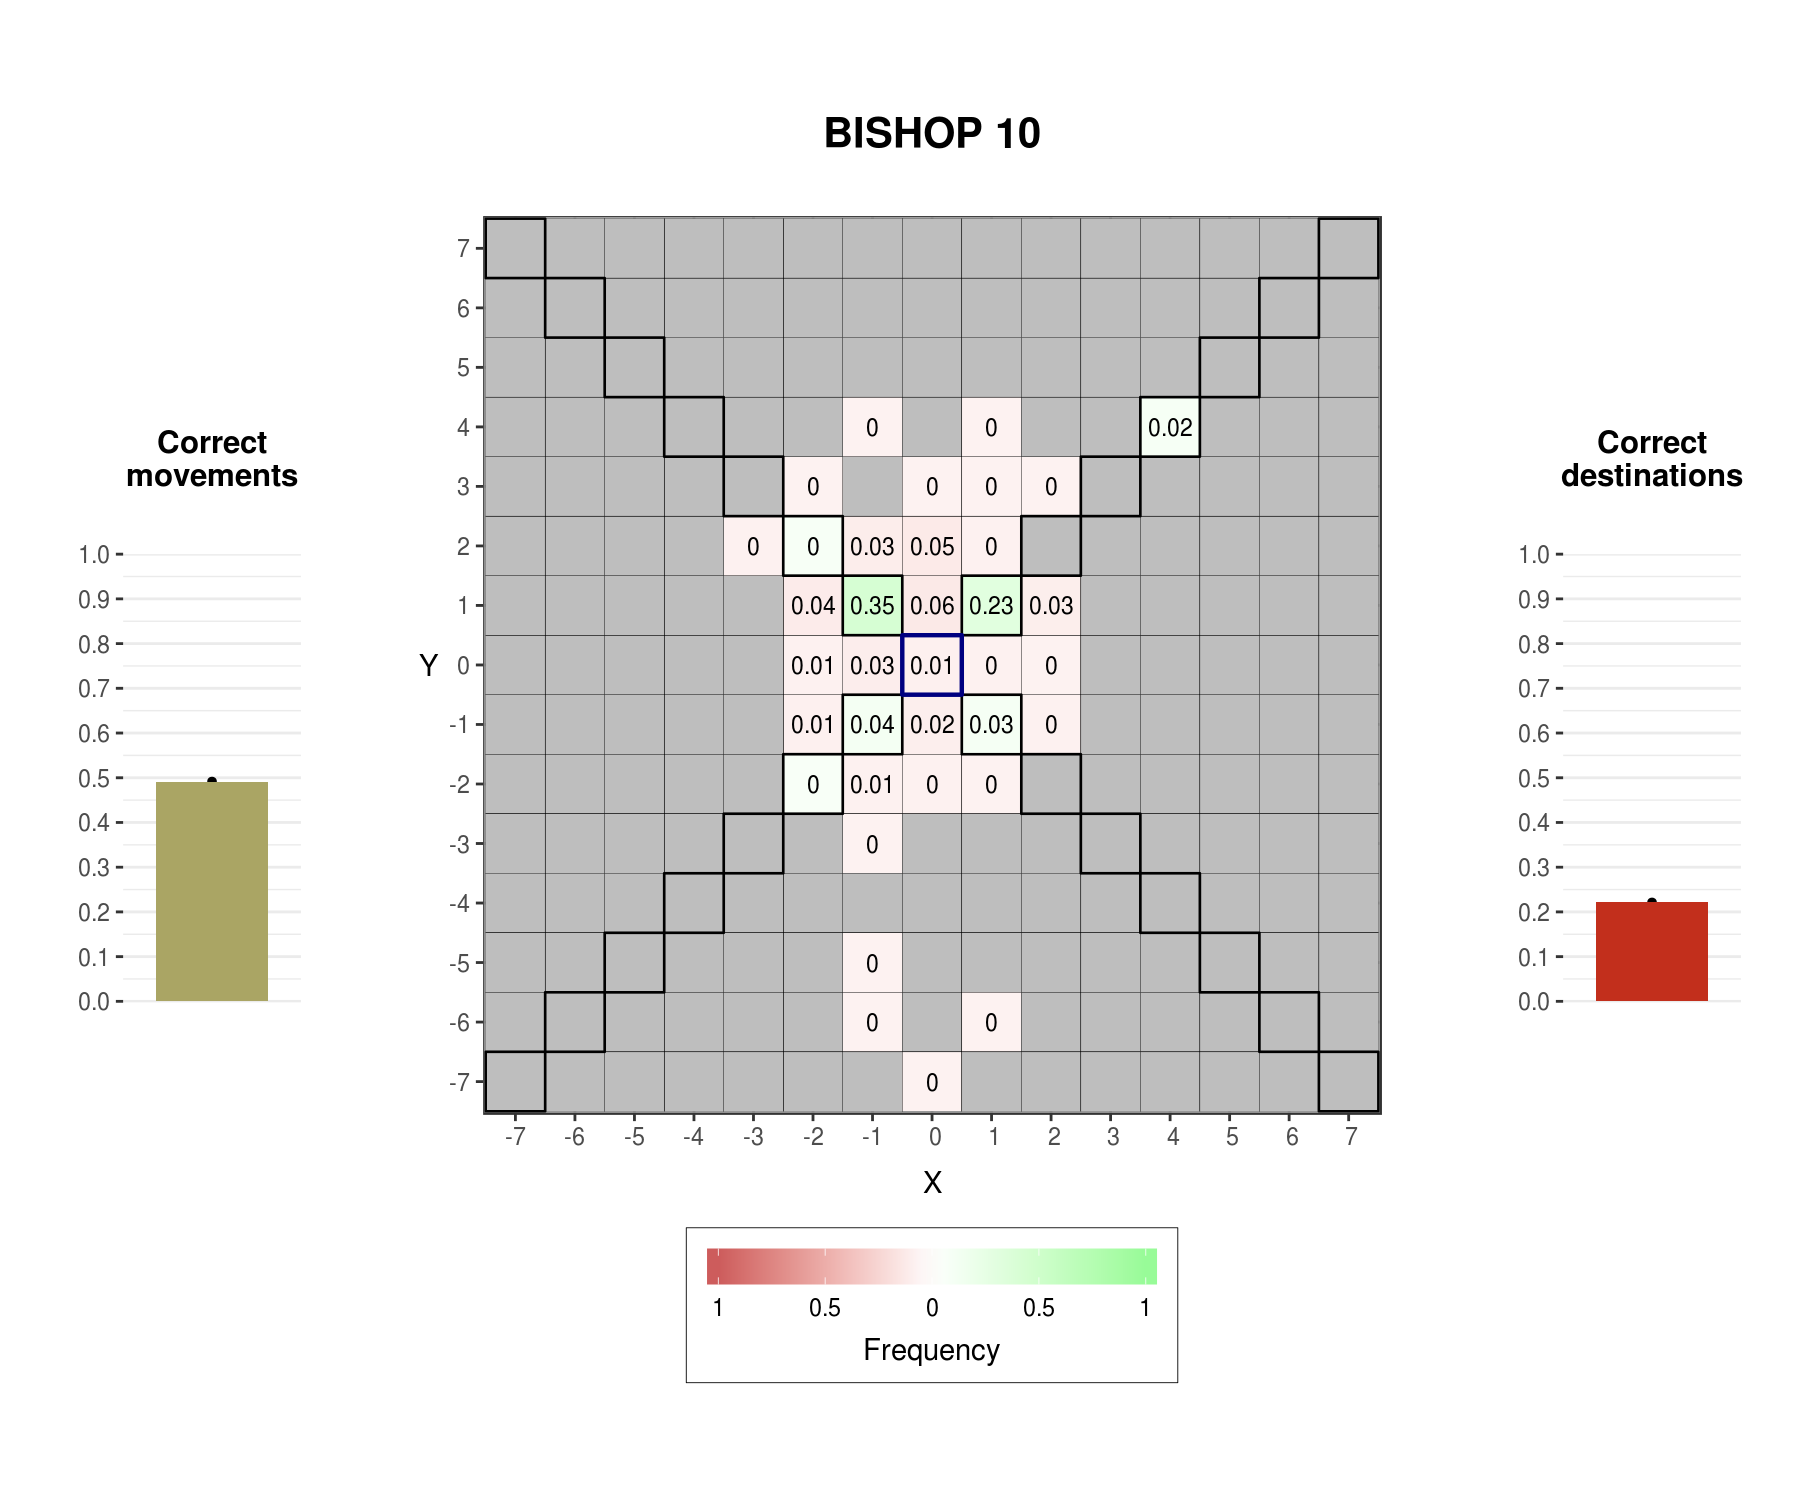 BISHOP 10
Correct
movements
1.0
0.9
0.8
0.7
0.6
0.5
0.4
0.3
0.2
0.1
0.0
Y
7
6
5
4 0 0 0.02
3 0 0 0 0
2 0 0 0.03 0.05 0
1 0.04 0.35 0.06 0.23 0.03
0 0.01 0.03 0.01 0 0
-1 0.01 0.04 0.02 0.03 0
-2 0 0.01 0 0
-3 0
-4
-5 0
-6 0 0
-7 0
-7 -6 -5 -4 -3 -2 -1 0 1 2 3 4 5 6 7
X
1 0.5 0 0.5 1
Frequency
Correct
destinations
1.0
0.9
0.8
0.7
0.6
0.5
0.4
0.3
0.2
0.1
0.0